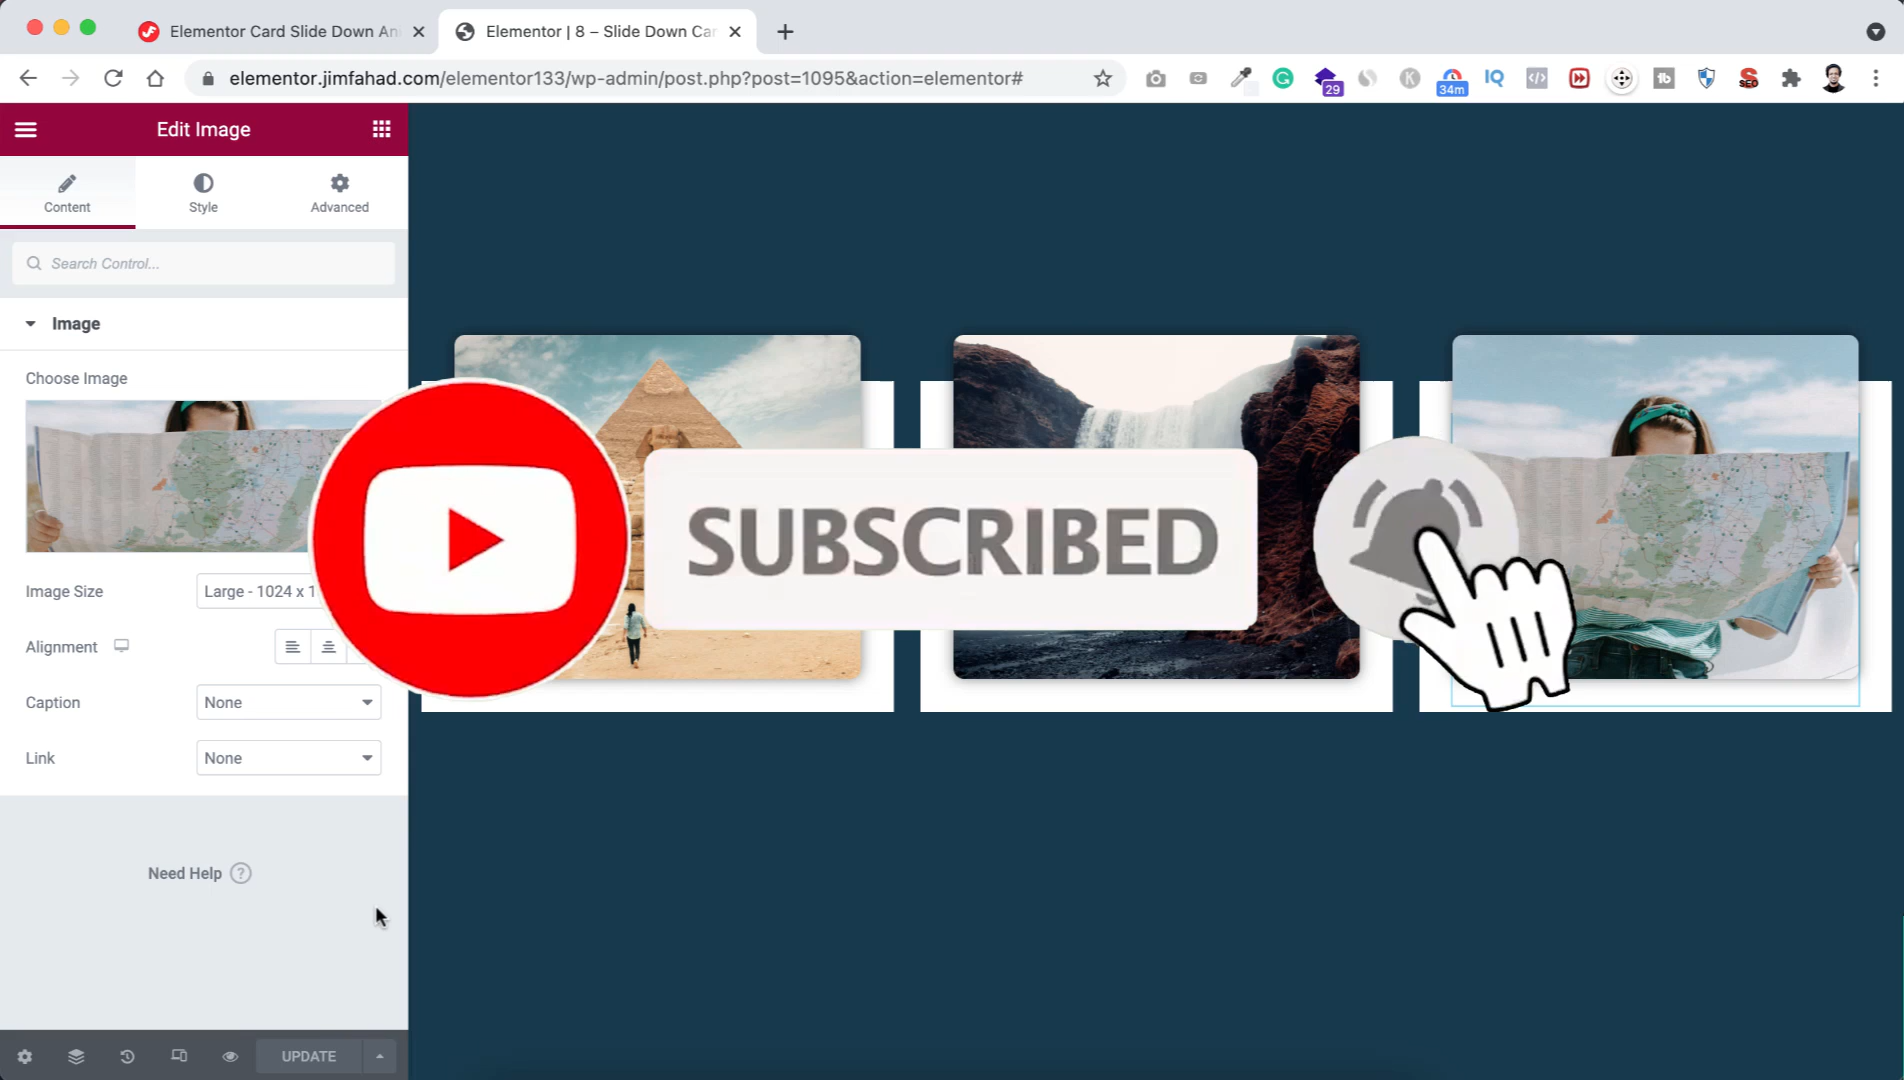 Elementor Card Slide Down An
Elementor | 8 – Slide Down Car
elementor.jimfahad.com/elementor133/wp-admin/post.php?post=1095&action=elementor#
29
K
34m
IQ
tb
SEO
Edit Image
Content
Style
Advanced
Search Control...
Image
Choose Image
Image Size
Large - 1024 x 1
Alignment
Caption
None
Link
None
Need Help ?
UPDATE
SUBSCRIBED